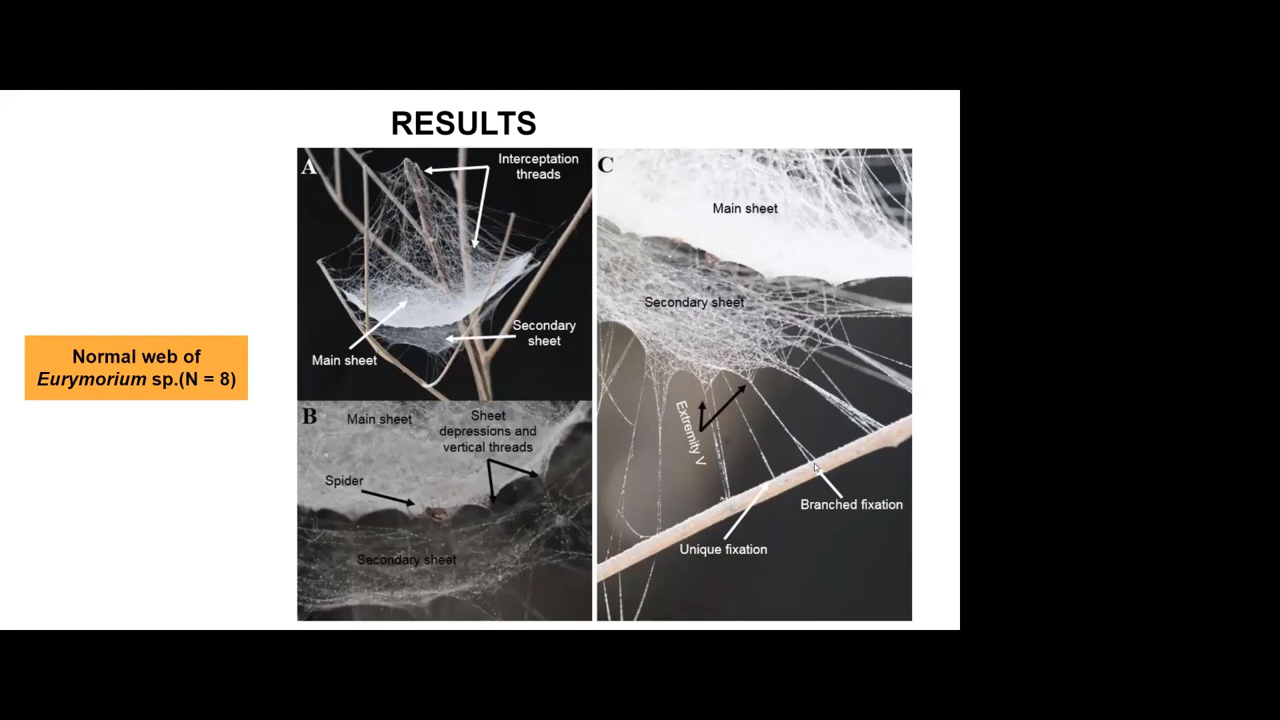 RESULTS
Normal web of
Eurymorium sp.(N = 8)
A
Interceptation
threads
Main sheet
Secondary
sheet
B
Main sheet
Sheet
depressions and
vertical threads
Spider
Secondary sheet
C
Main sheet
Secondary sheet
Extremity V
Branched fixation
Unique fixation